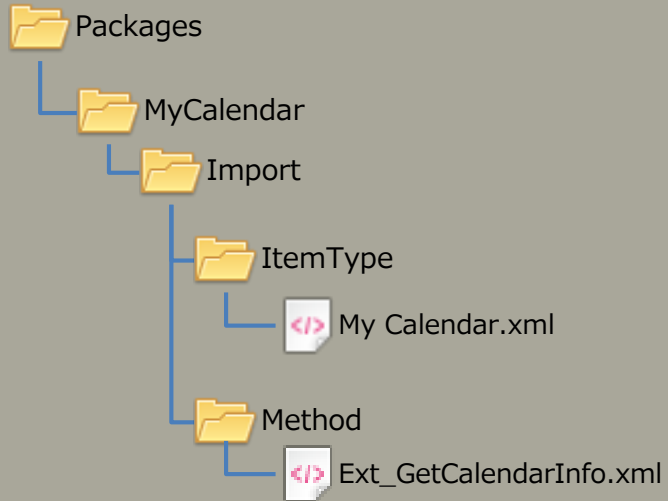 Packages
MyCalendar
Import
ItemType
</> My Calendar.xml
Method
</> Ext_GetCalendarInfo.xml